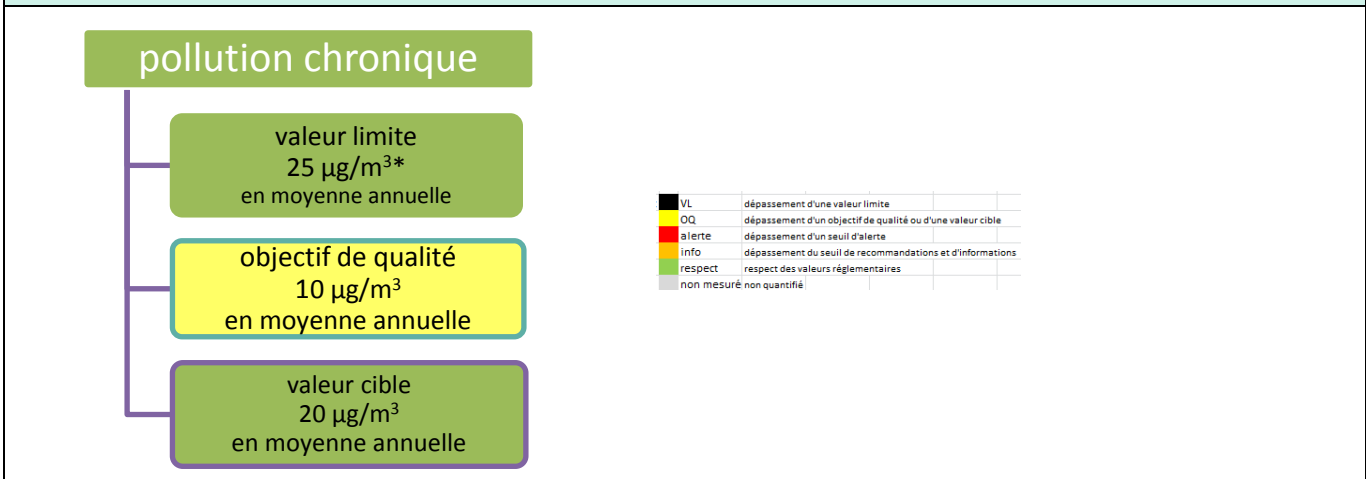 pollution chronique
valeur limite
25 µg/m³*
en moyenne annuelle
objectif de qualité
10 µg/m³
en moyenne annuelle
valeur cible
20 µg/m³
en moyenne annuelle
VL dépassement d'une valeur limite
OQ dépassement d'un objectif de qualité ou d'une valeur cible
alerte dépassement d'un seuil d'alerte
info dépassement du seuil de recommandations et d'informations
respect respect des valeurs réglementaires
non mesuré non quantifié